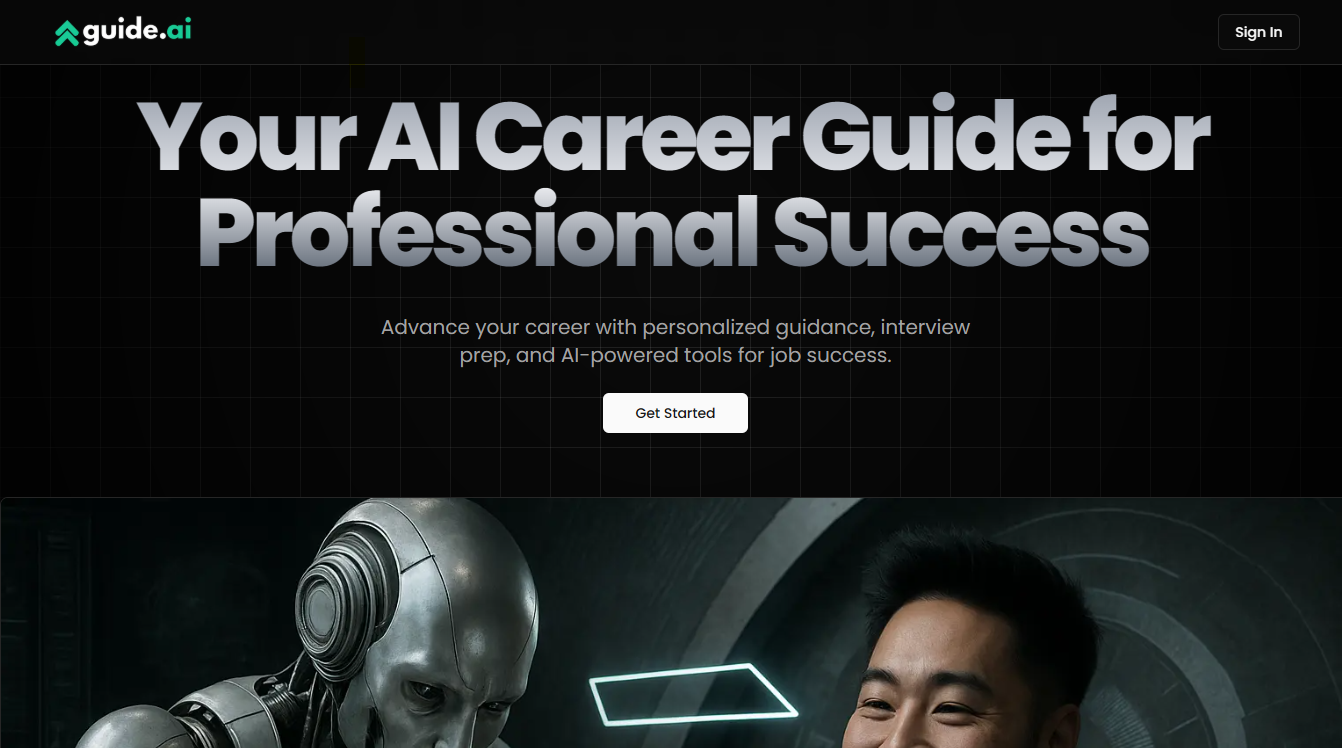 guide.ai
Sign In
Your AI Career Guide for
Professional Success
Advance your career with personalized guidance, interview
prep, and AI-powered tools for job success.
Get Started